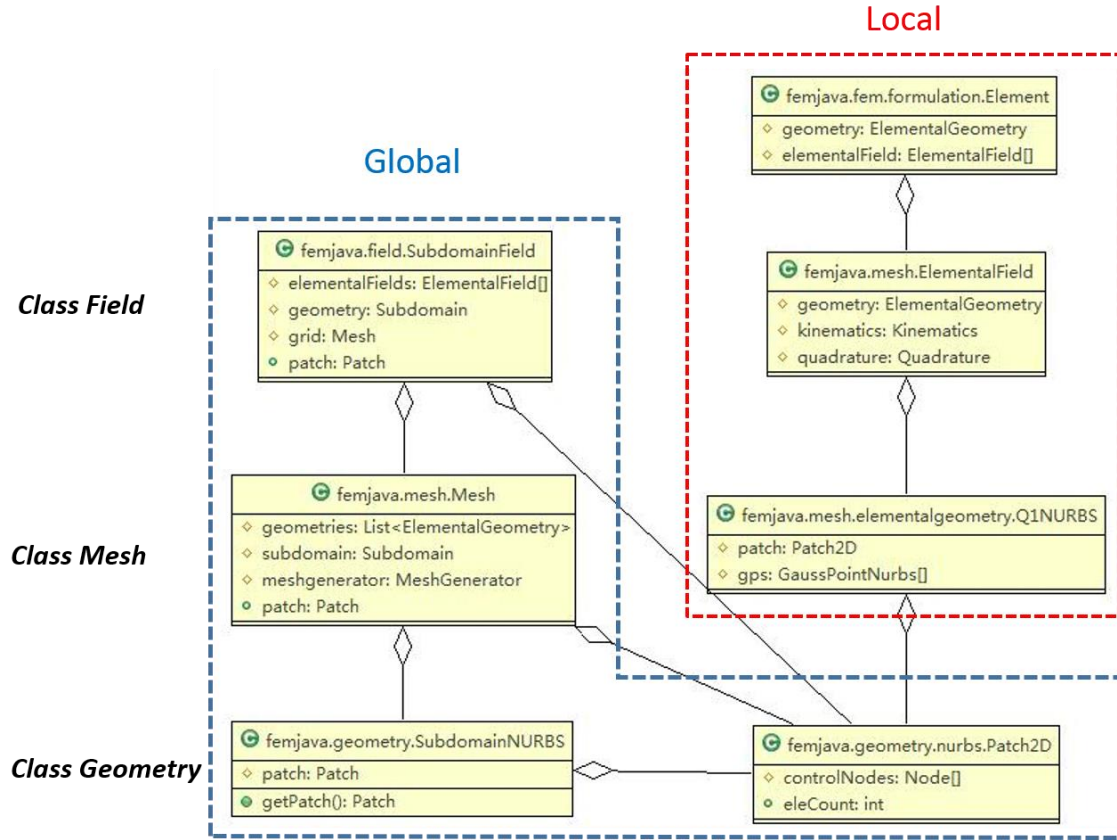 Local
femjava.fem.formulation.Element
geometry: ElementalGeometry
elementalField: ElementalField[]
Global
femjava.field.SubdomainField
elementalFields: ElementalField[]
geometry: Subdomain
grid: Mesh
patch: Patch
Class Field
femjava.mesh.ElementalField
geometry: ElementalGeometry
kinematics: Kinematics
quadrature: Quadrature
femjava.mesh.Mesh
geometries: List<ElementalGeometry>
subdomain: Subdomain
meshgenerator: MeshGenerator
patch: Patch
Class Mesh
femjava.mesh.elementalgeometry.Q1NURBS
patch: Patch2D
gps: GaussPointNurbs[]
femjava.geometry.SubdomainNURBS
patch: Patch
getPatch(): Patch
Class Geometry
femjava.geometry.nurbs.Patch2D
controlNodes: Node[]
eleCount: int